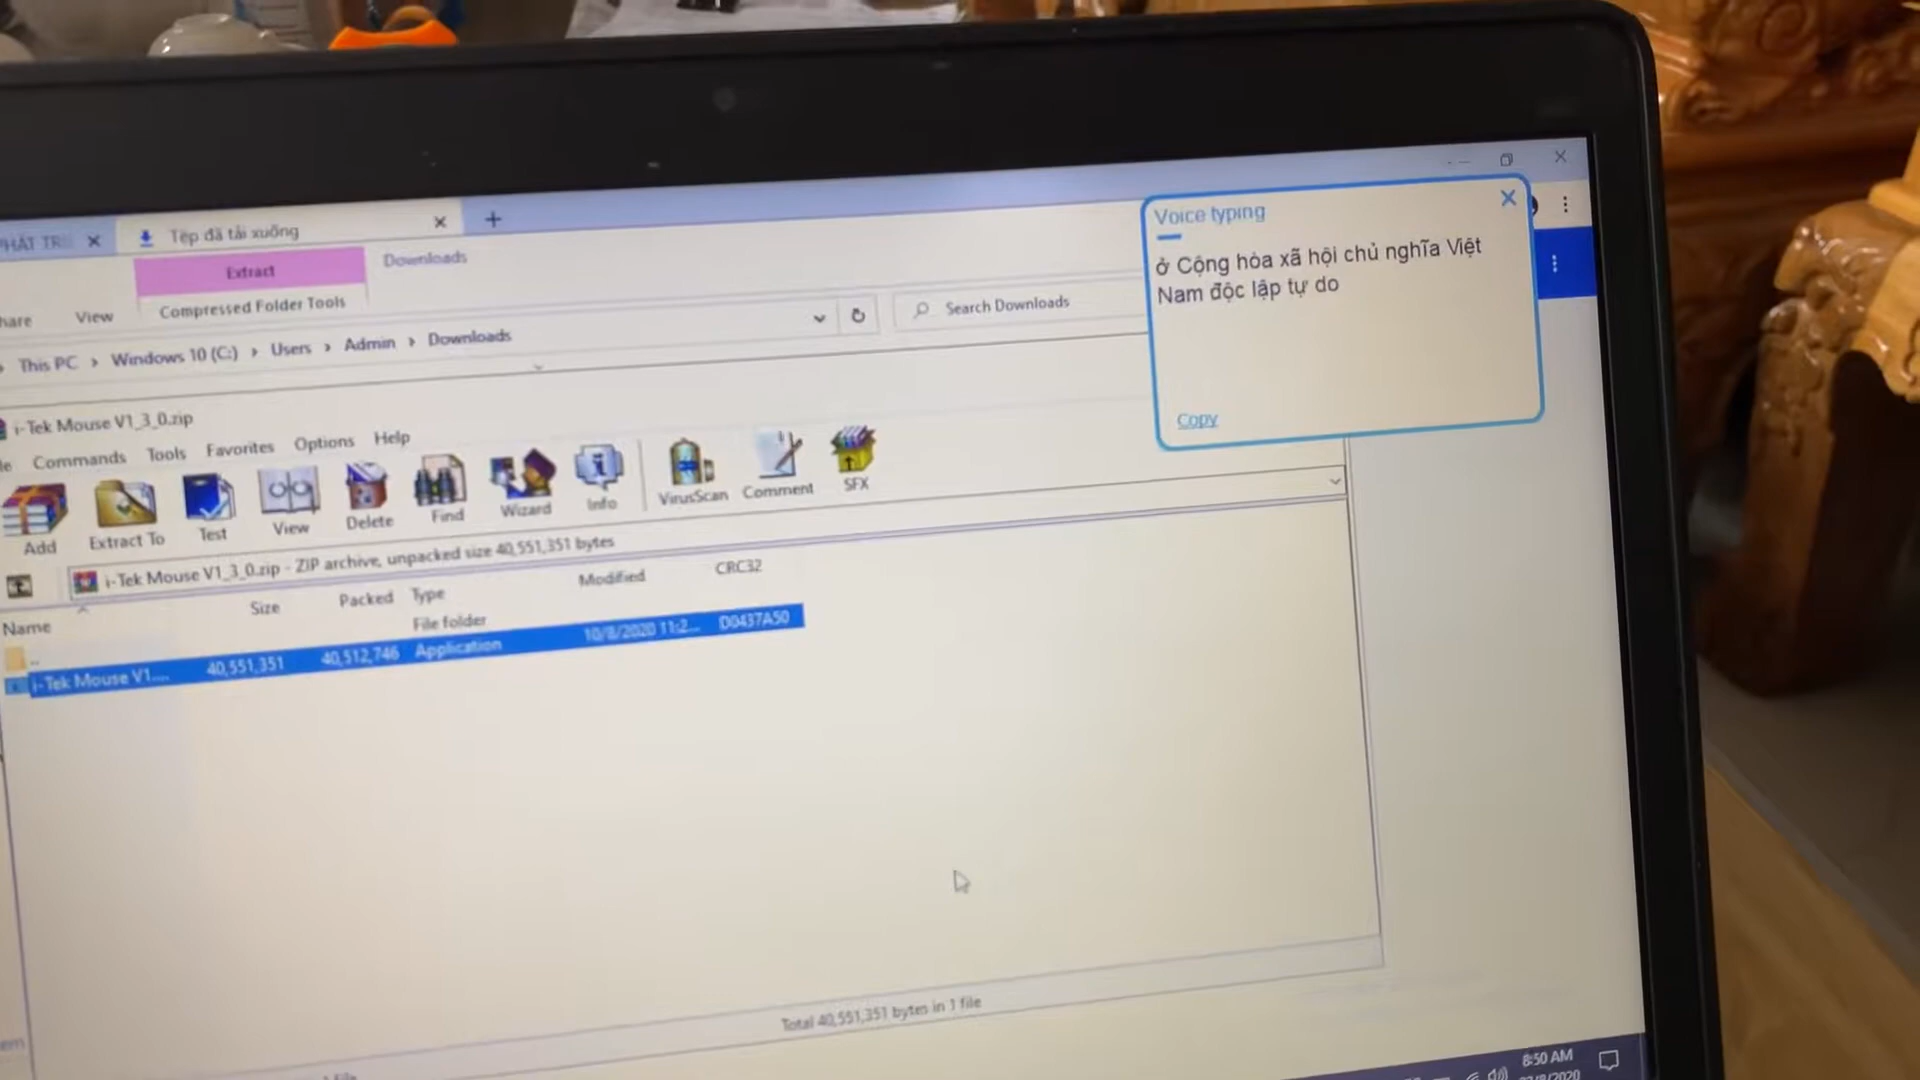 Tệp đã tải xuống
Extract
Downloads
View
Compressed Folder Tools
This PC > Windows 10 (C:) > Users > Admin > Downloads
Search Downloads
Voice typing
ở Cộng hòa xã hội chủ nghĩa Việt
Nam độc lập tự do
Copy
i-Tek Mouse V1_3_0.zip
Commands Tools Favorites Options Help
Add Extract To Test View Delete Find Wizard Info VirusScan Comment SFX
i-Tek Mouse V1_3_0.zip - ZIP archive, unpacked size 40,551,351 bytes
Name Size Packed Type Modified CRC32
.. File folder
i-Tek Mouse V1.... 40,551,351 40,512,746 Application 10/8/2020 11:2... D0437A50
Total 40,551,351 bytes in 1 file
8:50 AM